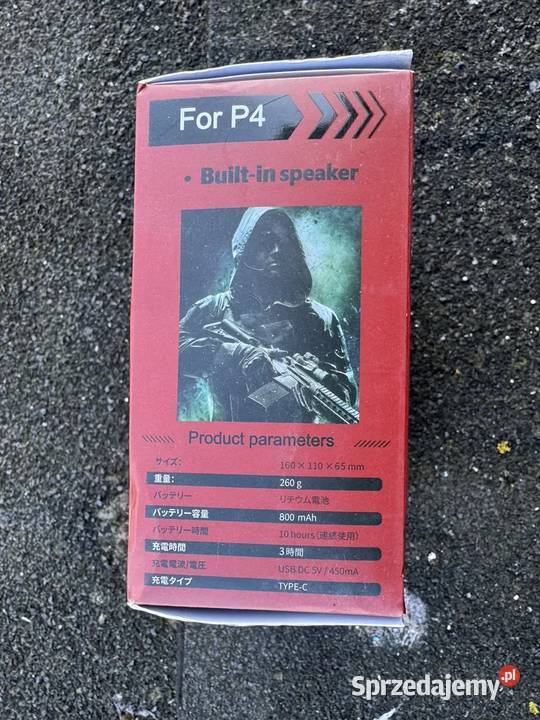 For P4
• Built-in speaker
Product parameters
サイズ: 160×110×65 mm
重量: 260 g
バッテリー リチウム電池
バッテリー容量 800 mAh
バッテリー時間 10 hours（連続使用）
充電時間 3 時間
充電電流/電圧 USB DC 5V / 450mA
充電タイプ TYPE-C
Sprzedajemy.pl